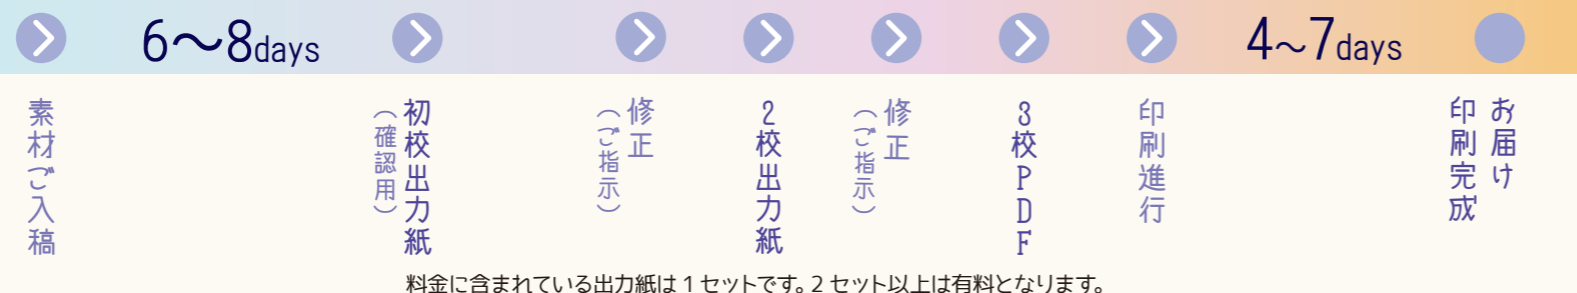 6〜8days
4〜7days
素材ご入稿
初校出力紙
（確認用）
修正
（ご指示）
2校出力紙
修正
（ご指示）
3校PDF
印刷進行
お届け
印刷完成
料金に含まれている出力紙は1セットです。2セット以上は有料となります。